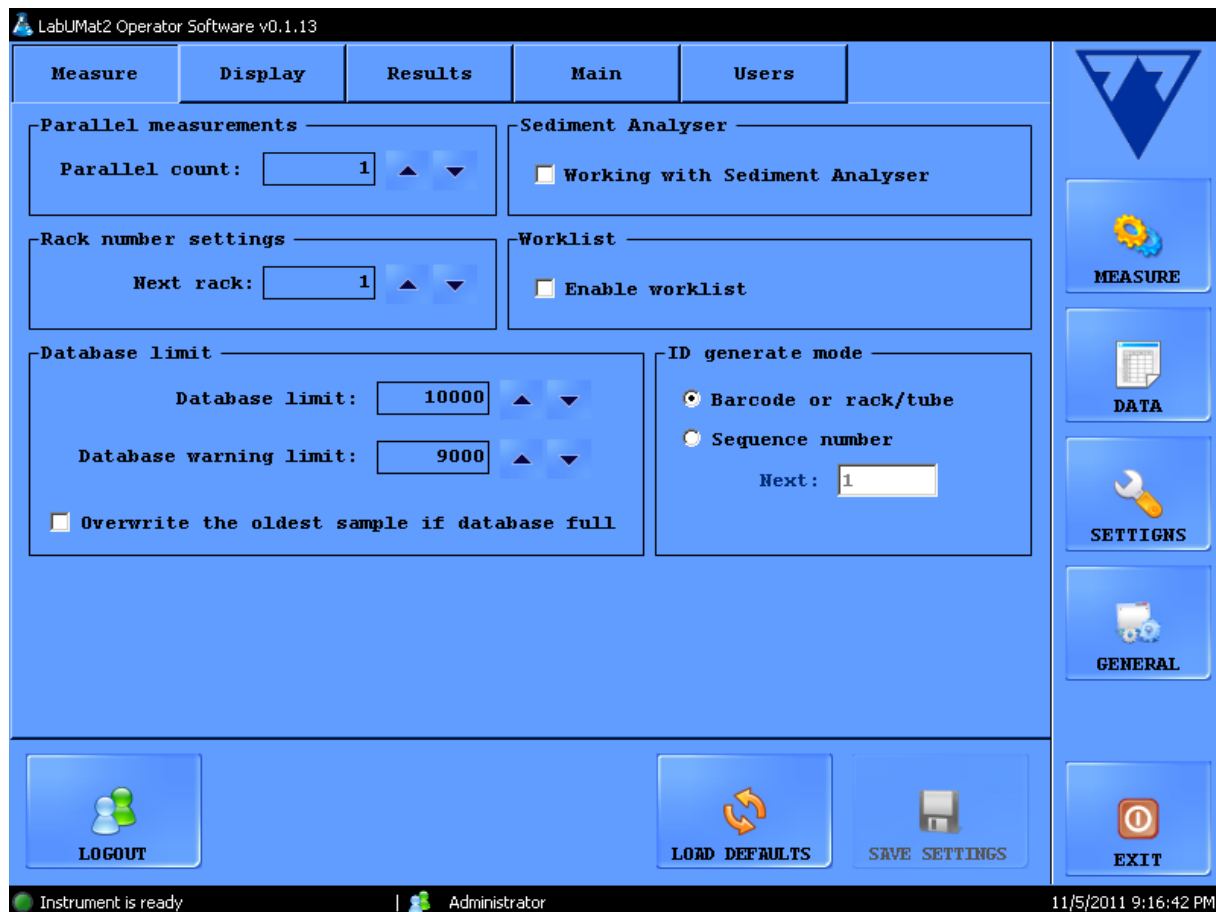 LabUMat2 Operator Software v0.1.13
Measure Display Results Main Users
Parallel measurements
Parallel count: 1
Sediment Analyser
Working with Sediment Analyser
Rack number settings
Next rack: 1
Worklist
Enable worklist
Database limit
Database limit: 10000
Database warning limit: 9000
Overwrite the oldest sample if database full
ID generate mode
Barcode or rack/tube
Sequence number
Next: 1
MEASURE
DATA
SETTIGNS
GENERAL
LOGOUT
LOAD DEFAULTS
SAVE SETTINGS
EXIT
Instrument is ready | Administrator 11/5/2011 9:16:42 PM